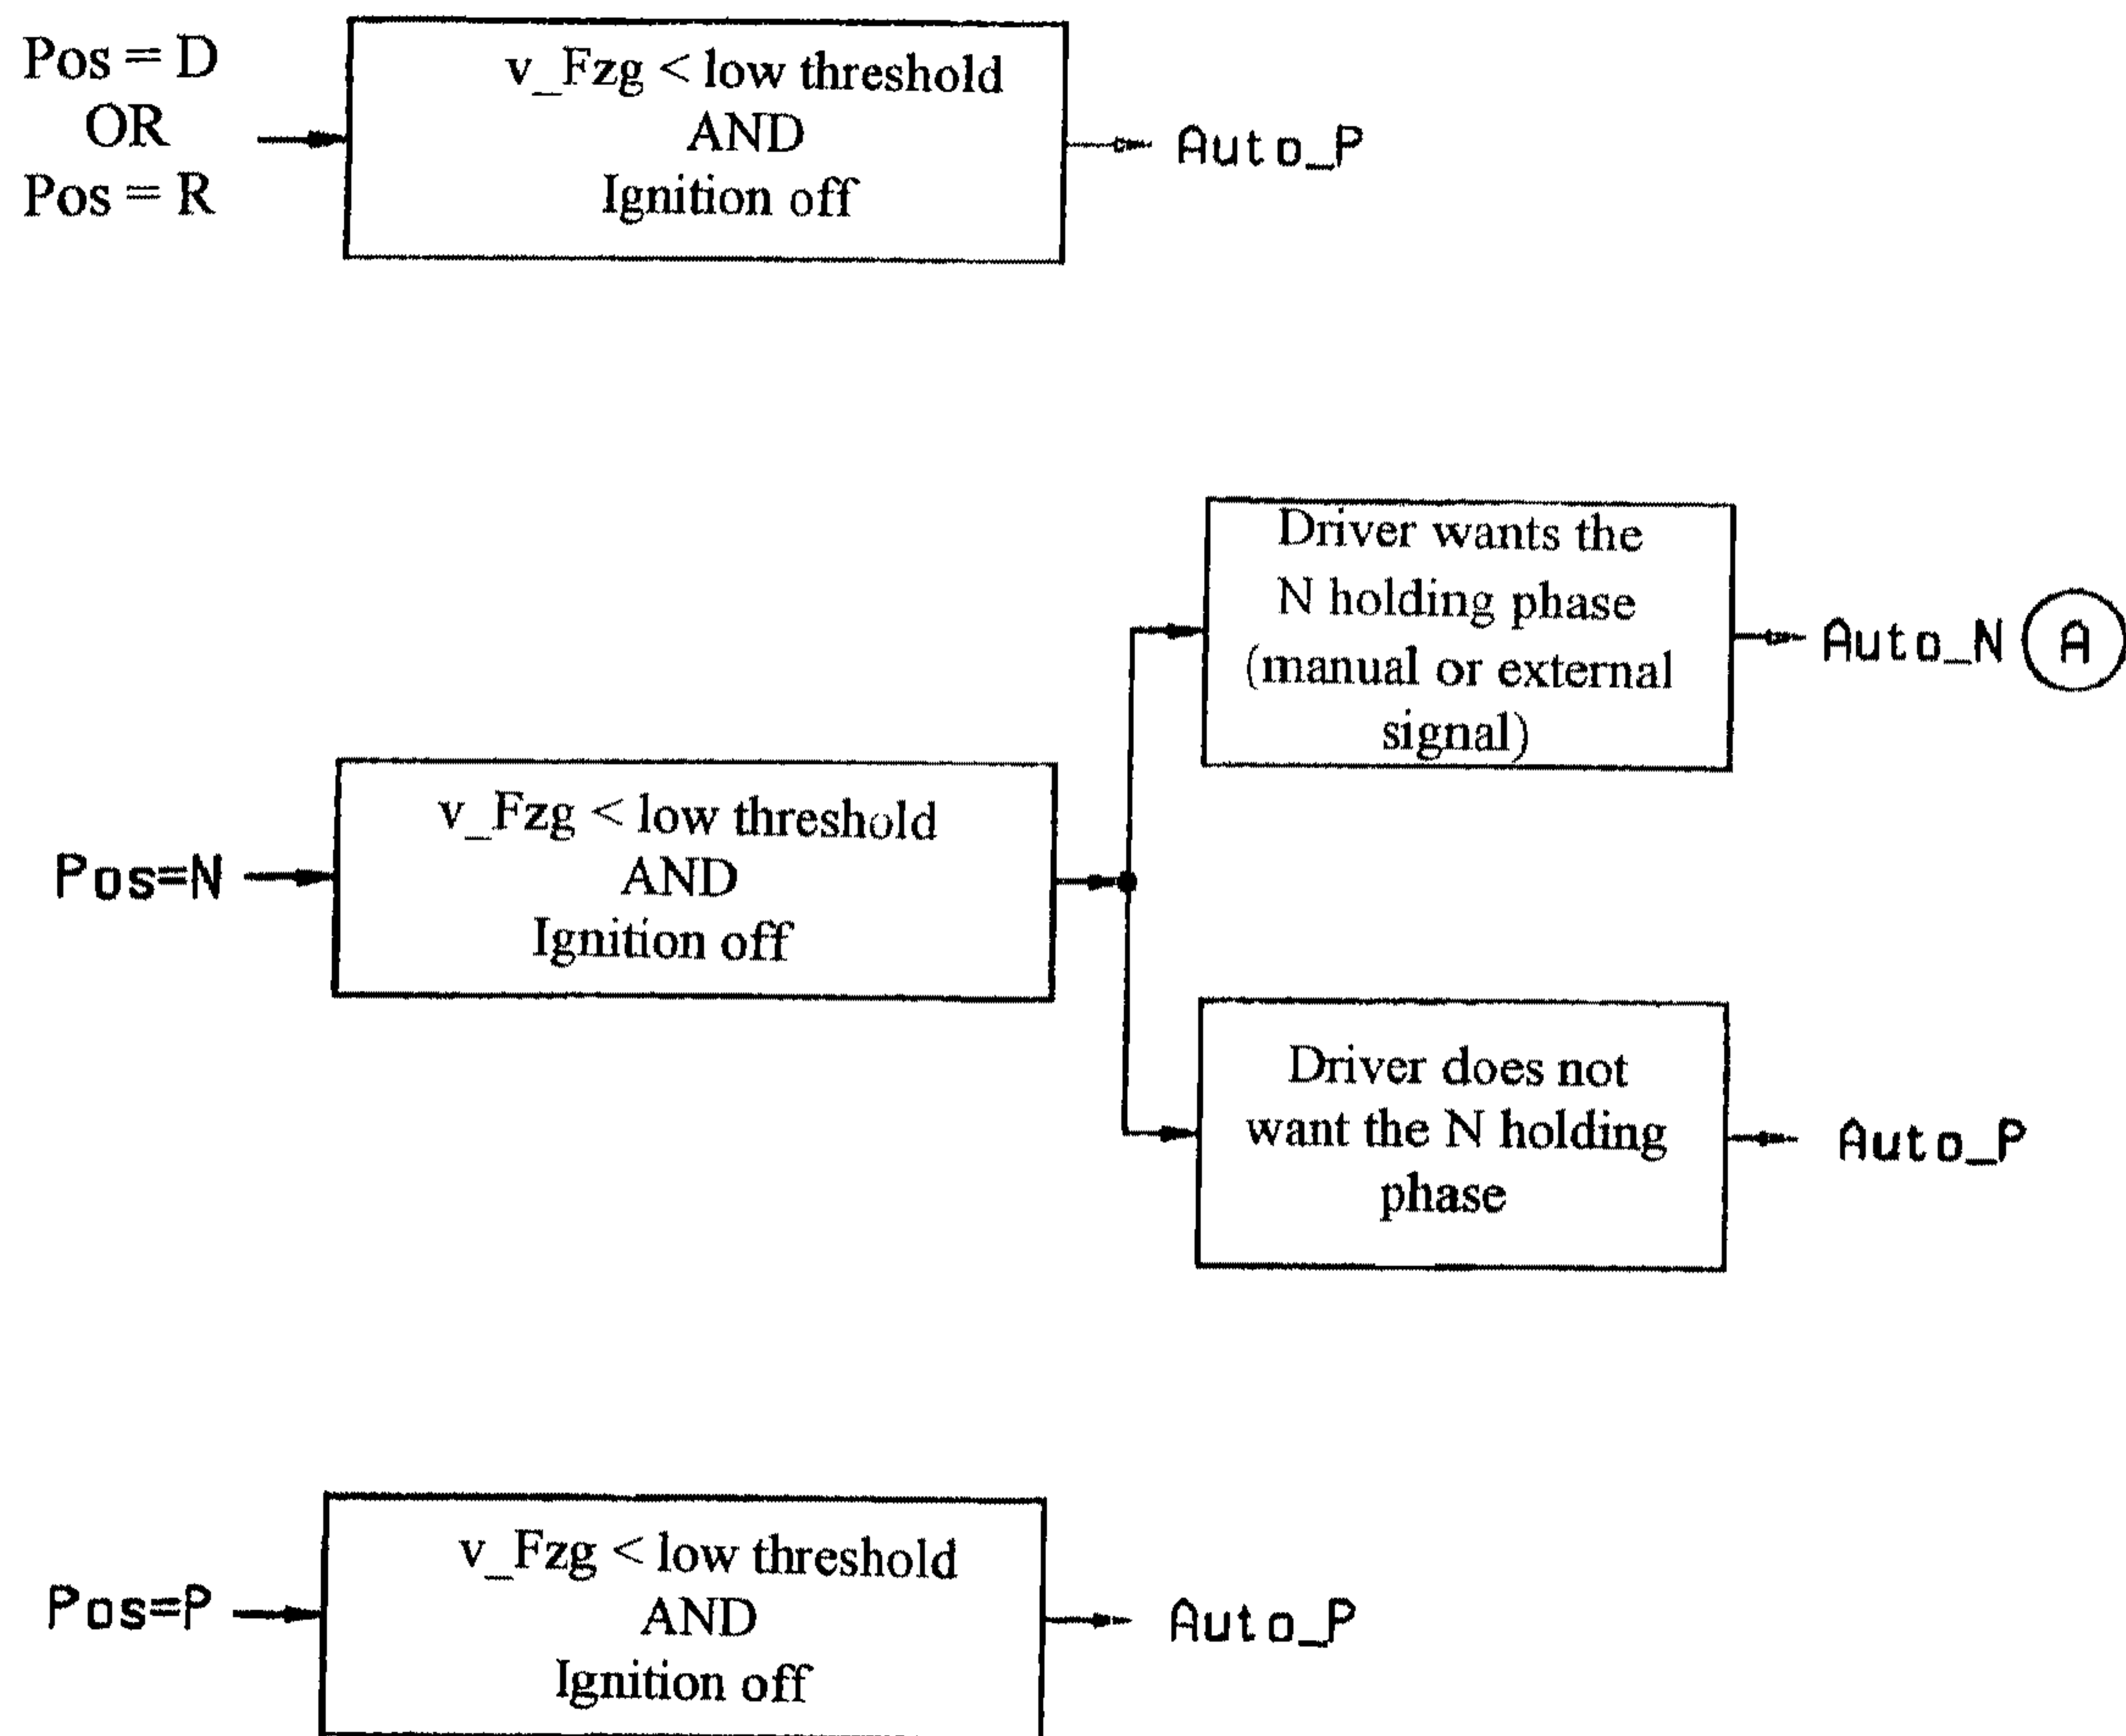 Pos = D
OR
Pos = R
v_Fzg < low threshold
AND
Ignition off
Auto_P
Pos=N
v_Fzg < low threshold
AND
Ignition off
Driver wants the
N holding phase
(manual or external
signal)
Auto_N A
Driver does not
want the N holding
phase
Auto_P
Pos=P
v_Fzg < low threshold
AND
Ignition off
Auto_P